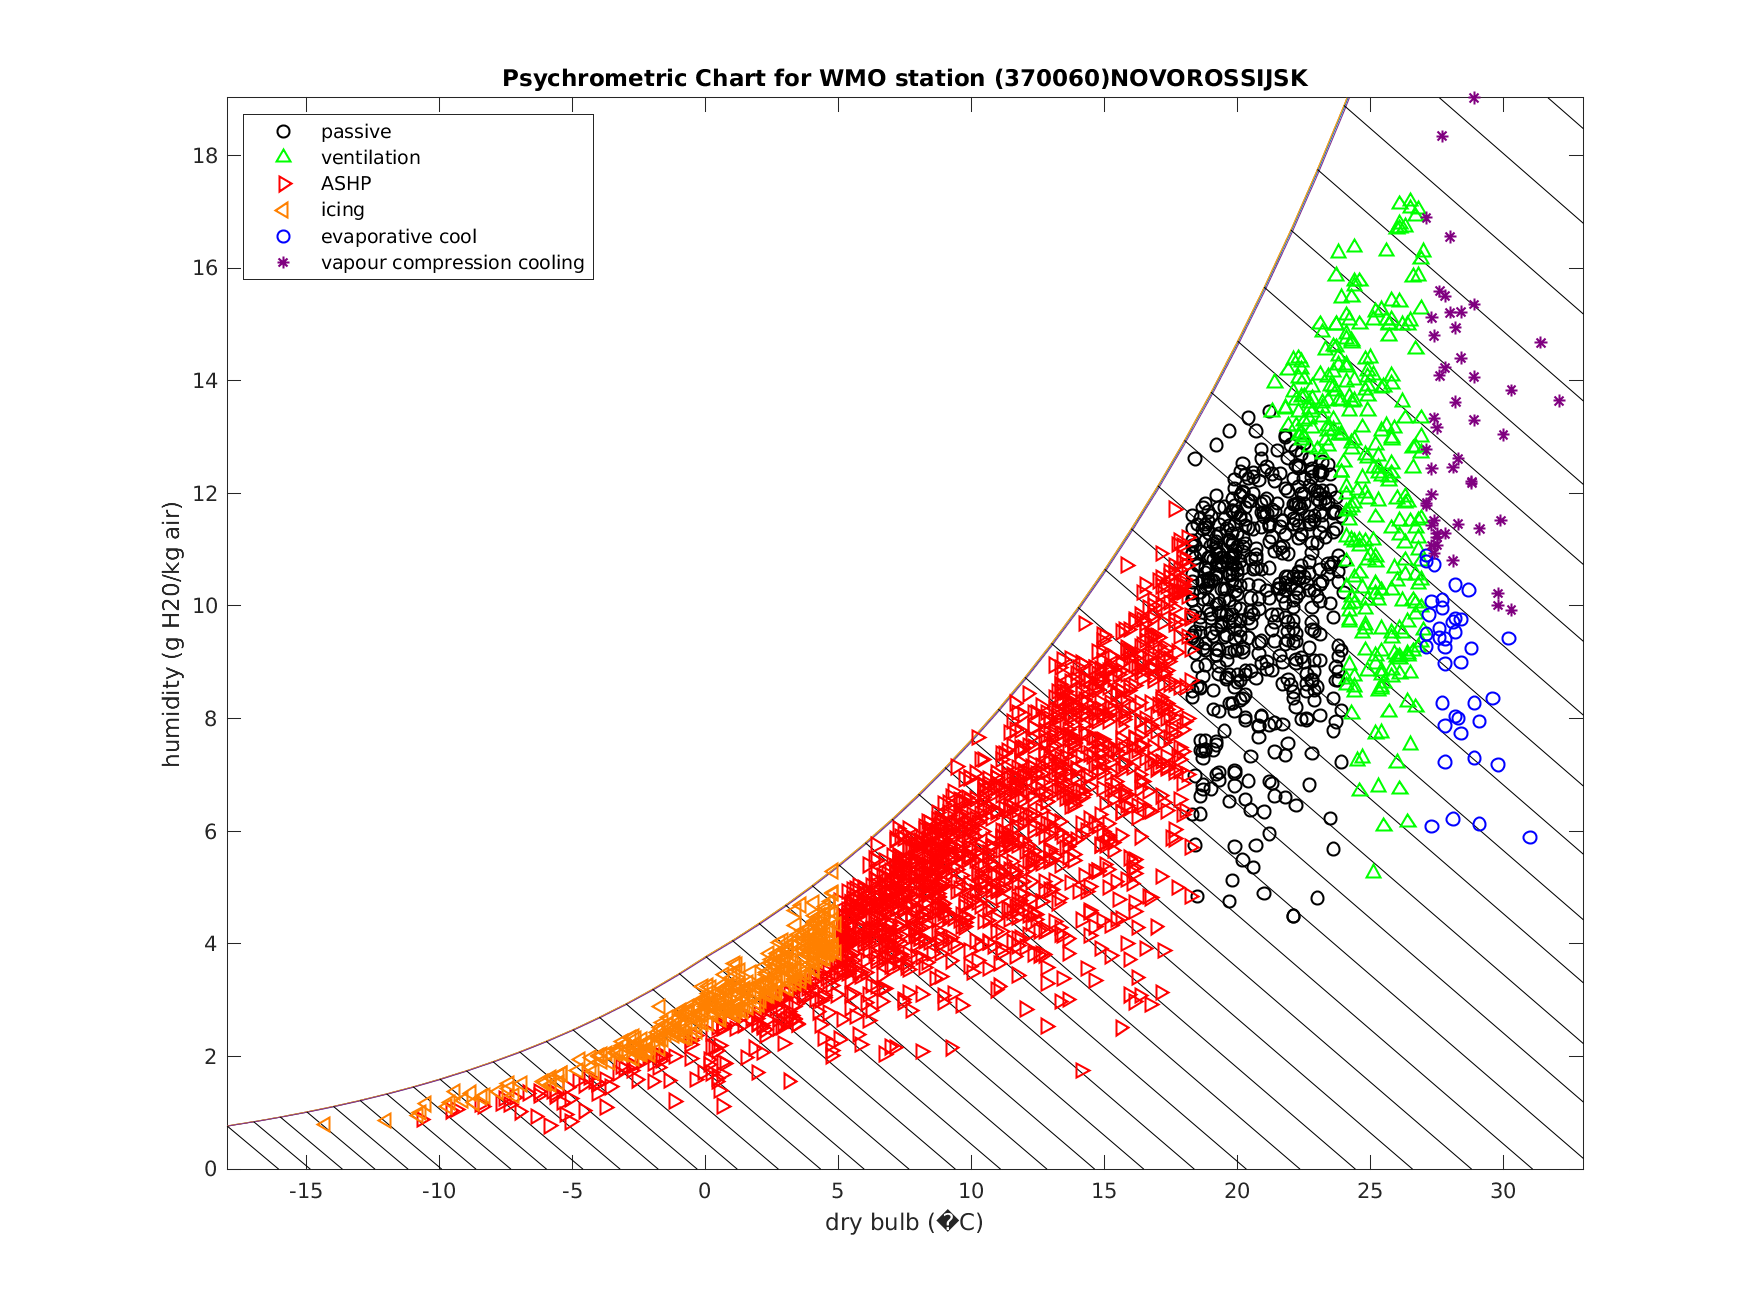 Psychrometric Chart for WMO station (370060)NOVOROSSIJSK
passive
ventilation
ASHP
icing
evaporative cool
vapour compression cooling
humidity (g H20/kg air)
18
16
14
12
10
8
6
4
2
0
-15 -10 -5 0 5 10 15 20 25 30
dry bulb (�C)